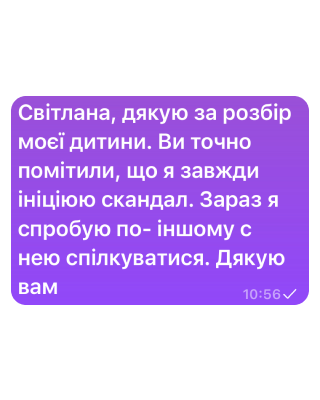 Світлана, дякую за розбір
моєї дитини. Ви точно
помітили, що я завжди
ініціюю скандал. Зараз я
спробую по- іншому с
нею спілкуватися. Дякую
вам
10:56